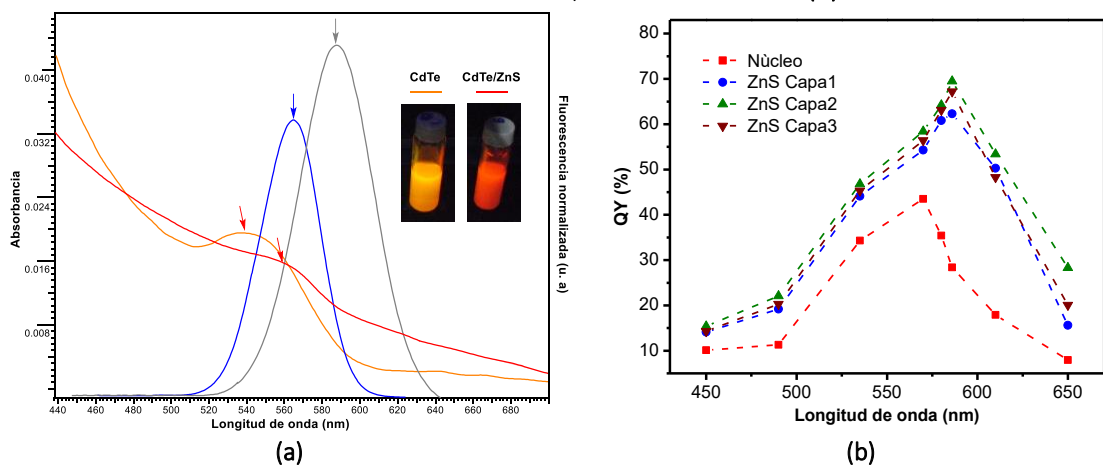 CdTe
CdTe/ZnS
0.040
0.032
0.024
0.016
0.008
Absorbancia
Fluorescencia normalizada (u. a)
440 460 480 500 520 540 560 580 600 620 640 660 680
Longitud de onda (nm)
(a)
Nùcleo
ZnS Capa1
ZnS Capa2
ZnS Capa3
80
70
60
50
40
30
20
10
QY (%)
450 500 550 600 650
Longitud de onda (nm)
(b)